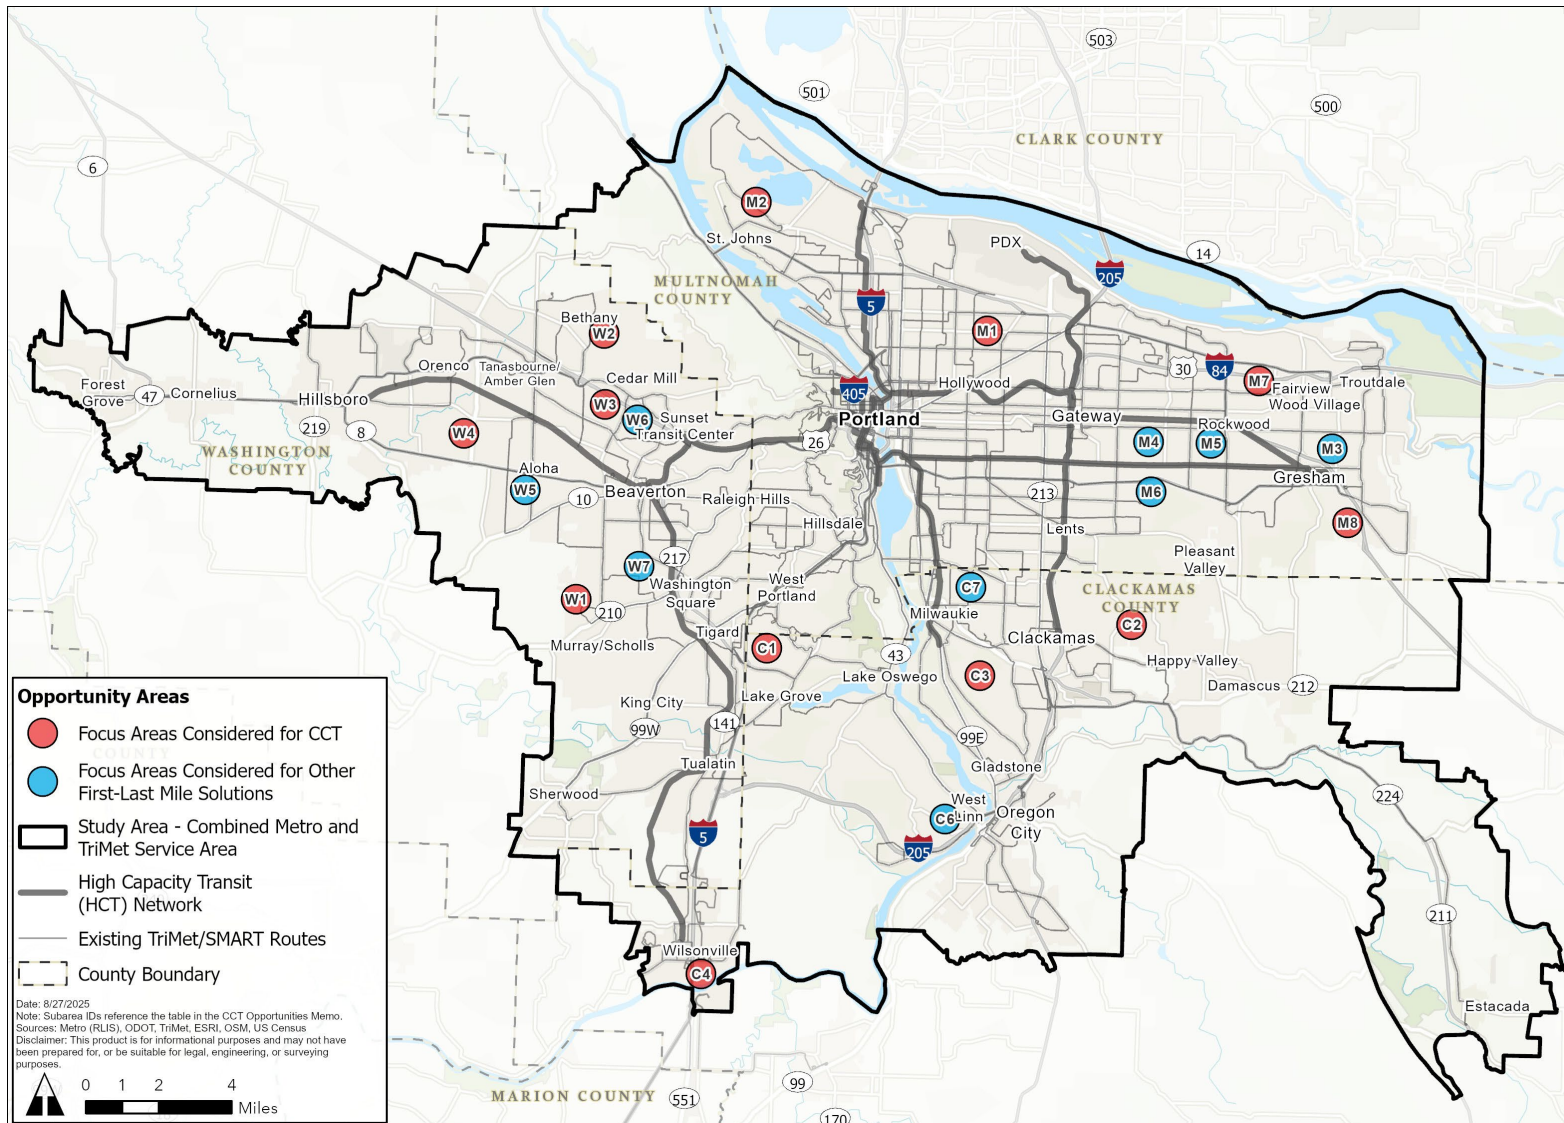 503
501
500
CLARK COUNTY
6
M2
St. Johns
PDX
14
205
MULTNOMAH
COUNTY
5
Bethany
W2
M1
Orenco
Tanasbourne/
Amber Glen
Cedar Mill
30
84
M7
Fairview
Wood Village
Troutdale
Forest
Grove
47
Cornelius
Hillsboro
W3
W6
Sunset
Transit Center
405
Hollywood
Portland
Gateway
Rockwood
219
8
W4
26
M4
M5
M3
WASHINGTON
COUNTY
Aloha
W5
10
Beaverton
Raleigh Hills
213
M6
Gresham
Hillsdale
Lents
M8
217
Pleasant
Valley
W7
Washington
Square
West
Portland
C7
CLACKAMAS
COUNTY
W1
210
Milwaukie
C2
Murray/Scholls
Tigard
C1
43
Clackamas
Lake Oswego
C3
Happy Valley
Damascus
212
King City
Lake Grove
99W
141
99E
Tualatin
Gladstone
Sherwood
224
5
C6
West
Linn
Oregon
City
205
211
Wilsonville
C4
Estacada
MARION COUNTY
551
99
170
Opportunity Areas
Focus Areas Considered for CCT
Focus Areas Considered for Other
First-Last Mile Solutions
Study Area - Combined Metro and
TriMet Service Area
High Capacity Transit
(HCT) Network
Existing TriMet/SMART Routes
County Boundary
Date: 8/27/2025
Note: Subarea IDs reference the table in the CCT Opportunities Memo.
Sources: Metro (RLIS), ODOT, TriMet, ESRI, OSM, US Census
Disclaimer: This product is for informational purposes and may not have
been prepared for, or be suitable for legal, engineering, or surveying
purposes.
0 1 2 4
Miles